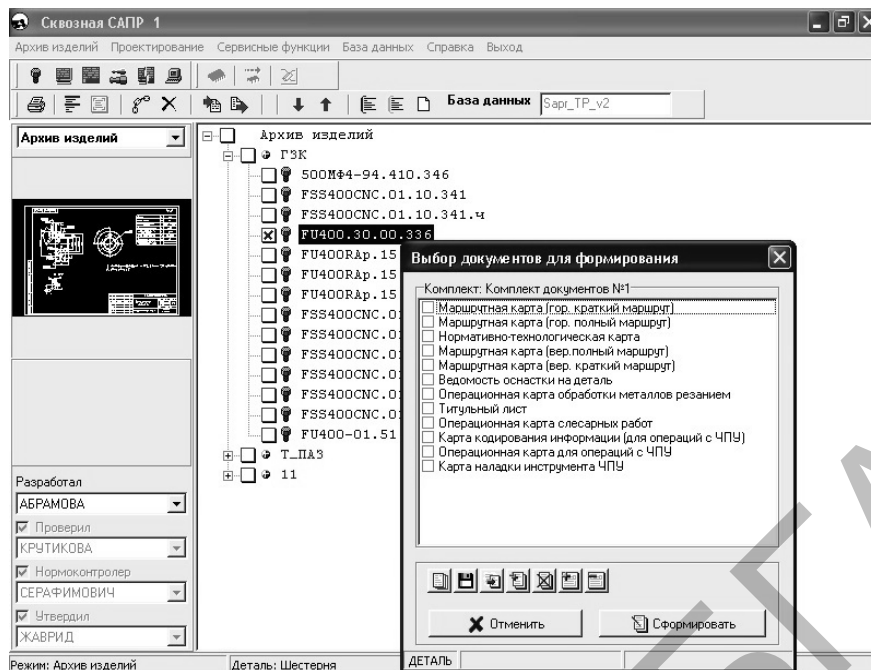 Сквозная САПР 1
Архив изделий Проектирование Сервисные функции База данных Справка Выход
База данных Sapr_TP_v2
Архив изделий
Архив изделий
ГЗК
500МФ4-94.410.346
FSS400CNC.01.10.341
FSS400CNC.01.10.341.ч
FU400.30.00.336
FU400RAp.15
FU400RAp.15
FU400RAp.15
FSS400CNC.01
FSS400CNC.01
FSS400CNC.01
FSS400CNC.01
FSS400CNC.01
FSS400CNC.01
FU400-01.51
Т_ПАЗ
11
Выбор документов для формирования
Комплект: Комплект документов №1
Маршрутная карта (гор. краткий маршрут)
Маршрутная карта (гор. полный маршрут)
Нормативно-технологическая карта
Маршрутная карта (вер.полный маршрут)
Маршрутная карта (вер. краткий маршрут)
Ведомость оснастки на деталь
Операционная карта обработки металлов резанием
Титульный лист
Операционная карта слесарных работ
Карта кодирования информации (для операций с ЧПУ)
Операционная карта для операций с ЧПУ
Карта наладки инструмента ЧПУ
Отменить Сформировать
Разработал
АБРАМОВА
Проверил
КРУТИКОВА
Нормоконтролер
СЕРАФИМОВИЧ
Утвердил
ЖАВРИД
Режим: Архив изделий Деталь: Шестерня ДЕТАЛЬ